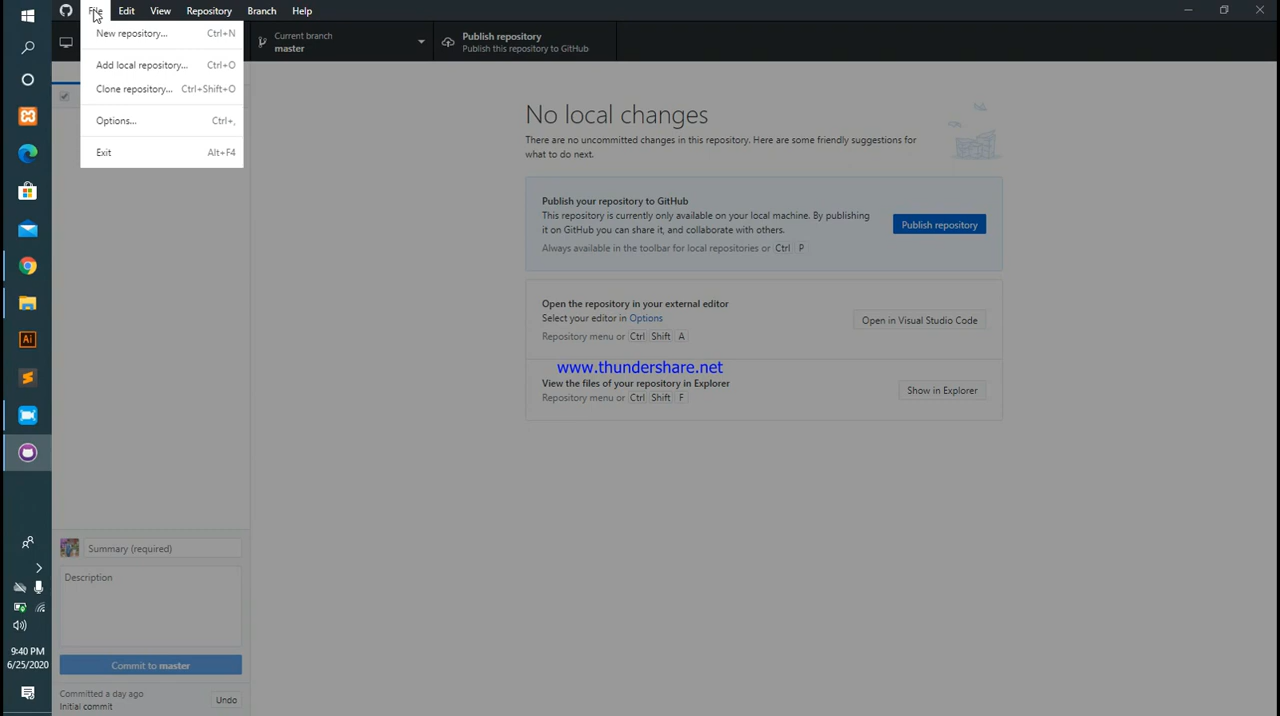 File Edit View Repository Branch Help
New repository... Ctrl+N
Add local repository... Ctrl+O
Clone repository... Ctrl+Shift+O
Options... Ctrl+,
Exit Alt+F4
Current branch
master
Publish repository
Publish this repository to GitHub
No local changes
There are no uncommitted changes in this repository. Here are some friendly suggestions for
what to do next.
Publish your repository to GitHub
This repository is currently only available on your local machine. By publishing
it on GitHub you can share it, and collaborate with others.
Always available in the toolbar for local repositories or Ctrl P
Publish repository
Open the repository in your external editor
Select your editor in Options
Repository menu or Ctrl Shift A
Open in Visual Studio Code
www.thundershare.net
View the files of your repository in Explorer
Repository menu or Ctrl Shift F
Show in Explorer
Summary (required)
Description
Commit to master
Committed a day ago
Initial commit
Undo
Ai
9:40 PM
6/25/2020